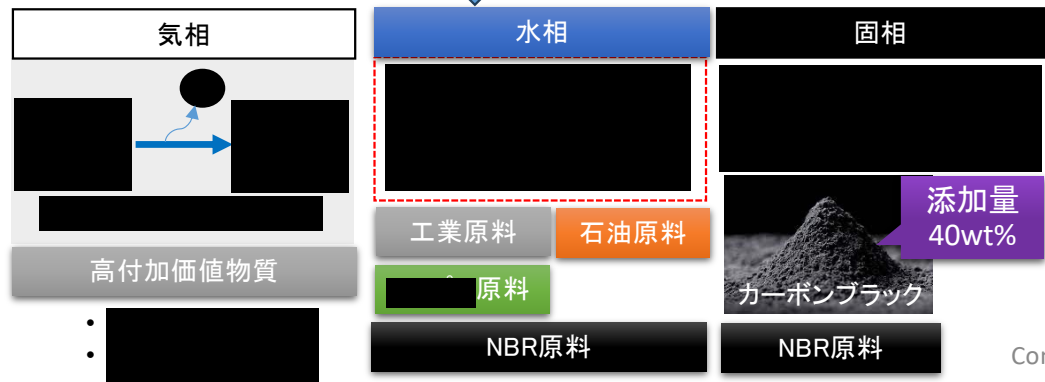 気相
水相
固相
工業原料
石油原料
添加量
40wt%
カーボンブラック
高付加価値物質
原料
NBR原料
NBR原料
Cor